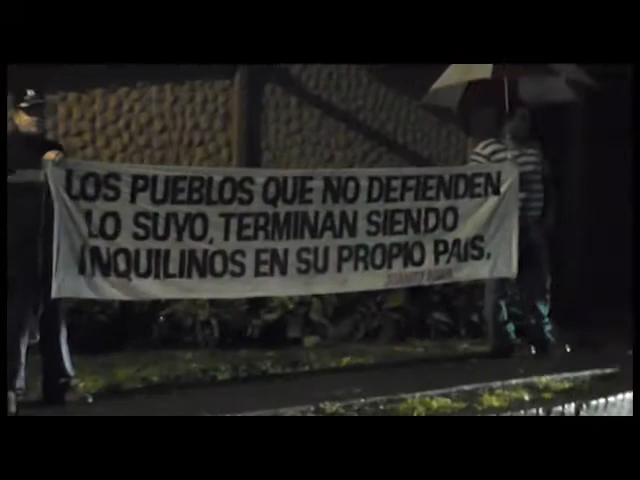 LOS PUEBLOS QUE NO DEFIENDEN
LO SUYO, TERMINAN SIENDO
INQUILINOS EN SU PROPIO PAIS.